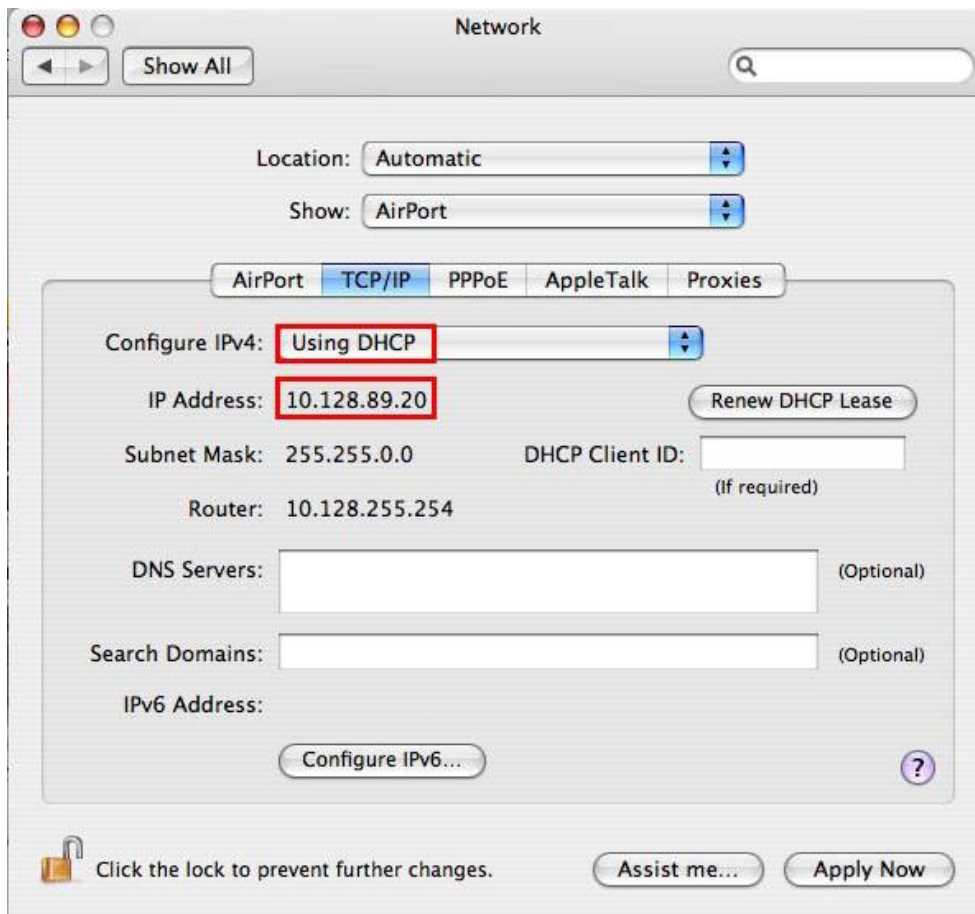 Network
Show All
Location: Automatic
Show: AirPort
AirPort TCP/IP PPPoE AppleTalk Proxies
Configure IPv4: Using DHCP
IP Address: 10.128.89.20 Renew DHCP Lease
Subnet Mask: 255.255.0.0 DHCP Client ID:
(If required)
Router: 10.128.255.254
DNS Servers: (Optional)
Search Domains: (Optional)
IPv6 Address:
Configure IPv6...
?
Click the lock to prevent further changes. Assist me... Apply Now